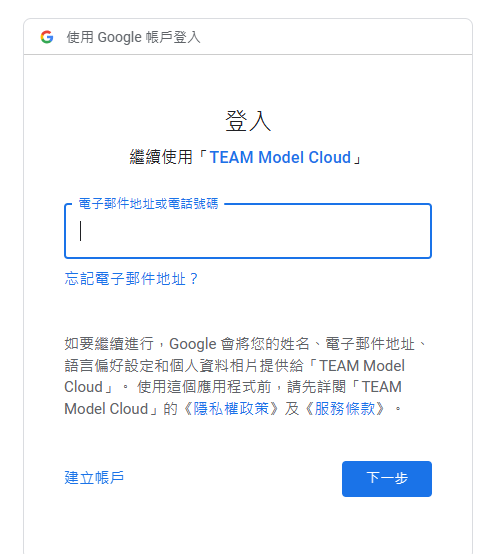 使用 Google 帳戶登入
登入
繼續使用「TEAM Model Cloud」
電子郵件地址或電話號碼
忘記電子郵件地址？
如要繼續進行，Google 會將您的姓名、電子郵件地址、
語言偏好設定和個人資料相片提供給「TEAM Model
Cloud」。 使用這個應用程式前，請先詳閱「TEAM
Model Cloud」的《隱私權政策》及《服務條款》。
建立帳戶
下一步